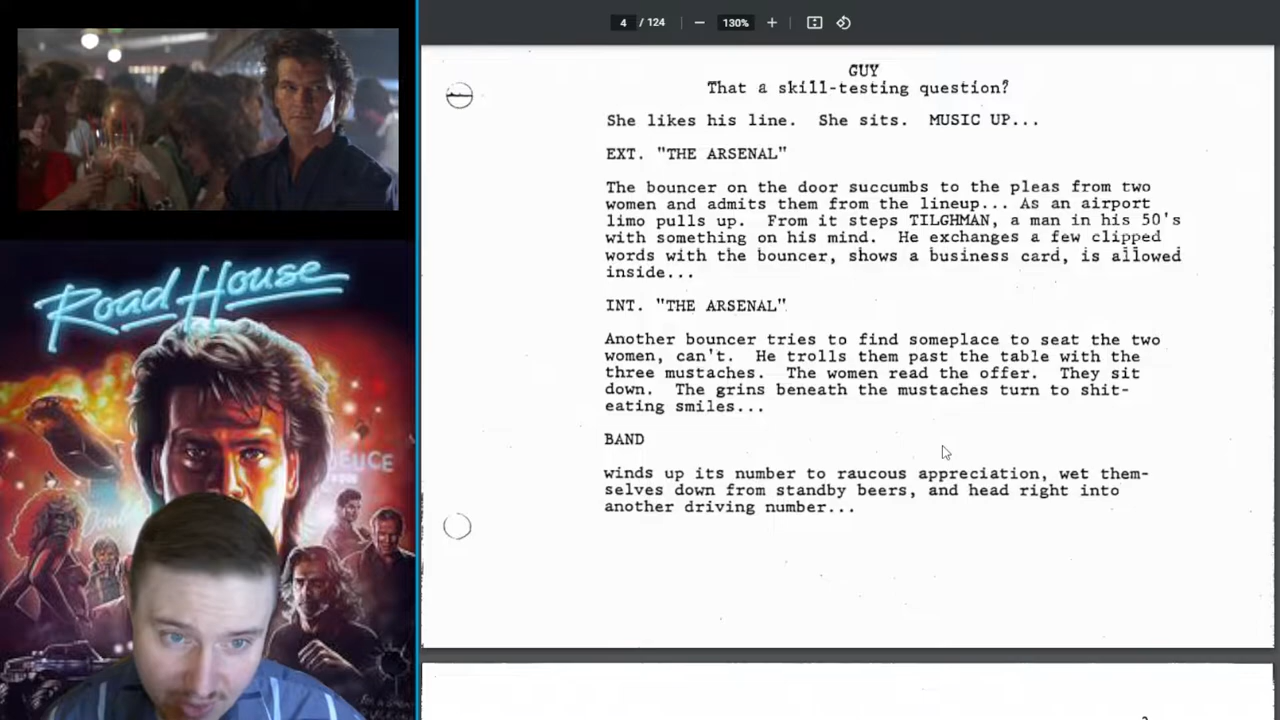 4 / 124
130%
GUY
That a skill-testing question?
She likes his line. She sits. MUSIC UP...
EXT. "THE ARSENAL"
The bouncer on the door succumbs to the pleas from two
women and admits them from the lineup... As an airport
limo pulls up. From it steps TILGHMAN, a man in his 50's
with something on his mind. He exchanges a few clipped
words with the bouncer, shows a business card, is allowed
inside...
INT. "THE ARSENAL"
Another bouncer tries to find someplace to seat the two
women, can't. He trolls them past the table with the
three mustaches. The women read the offer. They sit
down. The grins beneath the mustaches turn to shit-
eating smiles...
BAND
winds up its number to raucous appreciation, wet them-
selves down from standby beers, and head right into
another driving number...
Road House
DEUCE